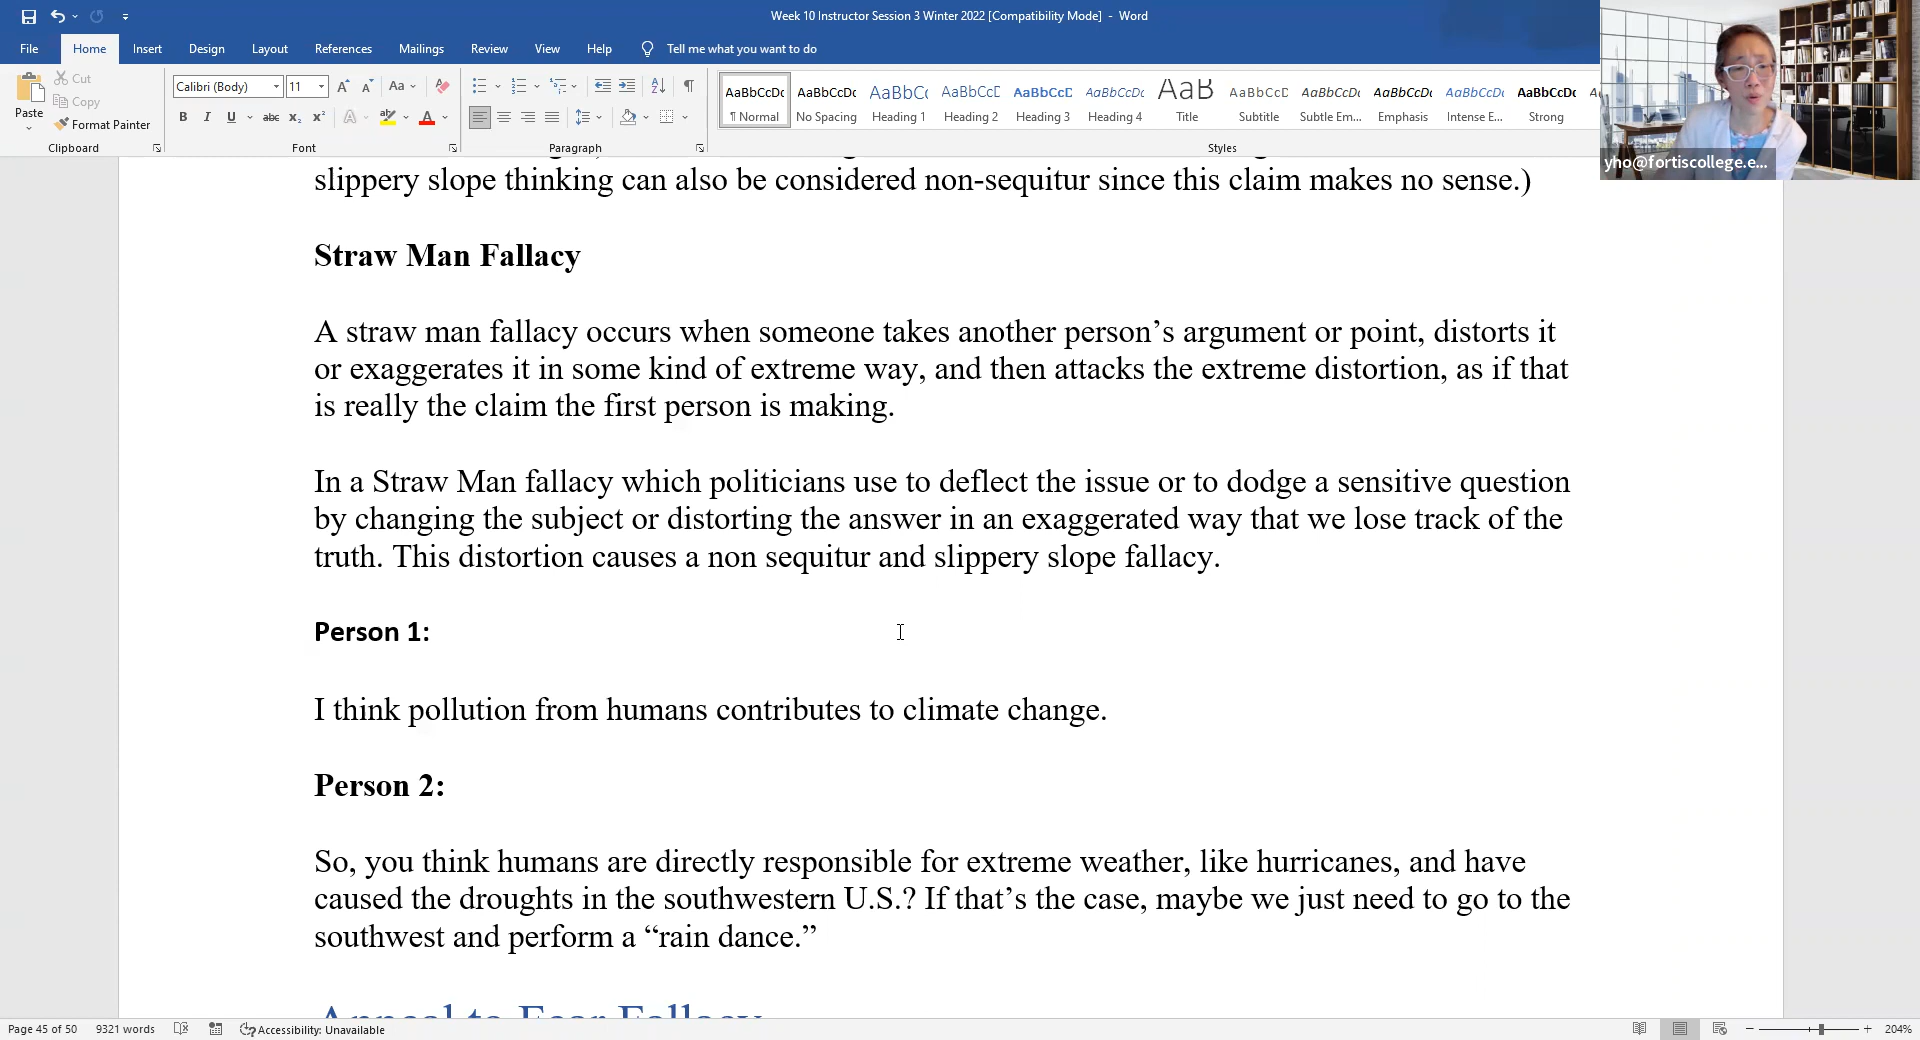 Week 10 Instructor Session 3 Winter 2022 [Compatibility Mode] - Word
File Home Insert Design Layout References Mailings Review View Help Tell me what you want to do
Paste
Cut
Copy
Format Painter
Clipboard
Calibri (Body) 11
Font
Paragraph
AaBbCcDc AaBbCcDc AaBbC( AaBbCcE AaBbCcD AaBbCcDc AaB AaBbCcD AaBbCcDc AaBbCcDc AaBbCcDc AaBbCcDc
¶ Normal No Spacing Heading 1 Heading 2 Heading 3 Heading 4 Title Subtitle Subtle Em... Emphasis Intense E... Strong
Styles
yho@fortiscollege.e...
slippery slope thinking can also be considered non-sequitur since this claim makes no sense.)
Straw Man Fallacy
A straw man fallacy occurs when someone takes another person’s argument or point, distorts it
or exaggerates it in some kind of extreme way, and then attacks the extreme distortion, as if that
is really the claim the first person is making.
In a Straw Man fallacy which politicians use to deflect the issue or to dodge a sensitive question
by changing the subject or distorting the answer in an exaggerated way that we lose track of the
truth. This distortion causes a non sequitur and slippery slope fallacy.
Person 1:
I think pollution from humans contributes to climate change.
Person 2:
So, you think humans are directly responsible for extreme weather, like hurricanes, and have
caused the droughts in the southwestern U.S.? If that’s the case, maybe we just need to go to the
southwest and perform a “rain dance.”
Appeal to Fear Fallacy
Page 45 of 50 9321 words Accessibility: Unavailable 204%